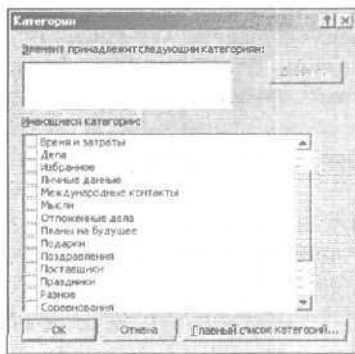 Категории
Элемент принадлежит следующим категориям:
Добавить
Имеющиеся категории:
Время и затраты
Дела
Избранное
Личные данные
Международные контакты
Мысли
Отложенные дела
Планы на будущее
Подарки
Поздравления
Поставщики
Праздники
Разное
Соревнования
ОК
Отмена
Главный список категорий...